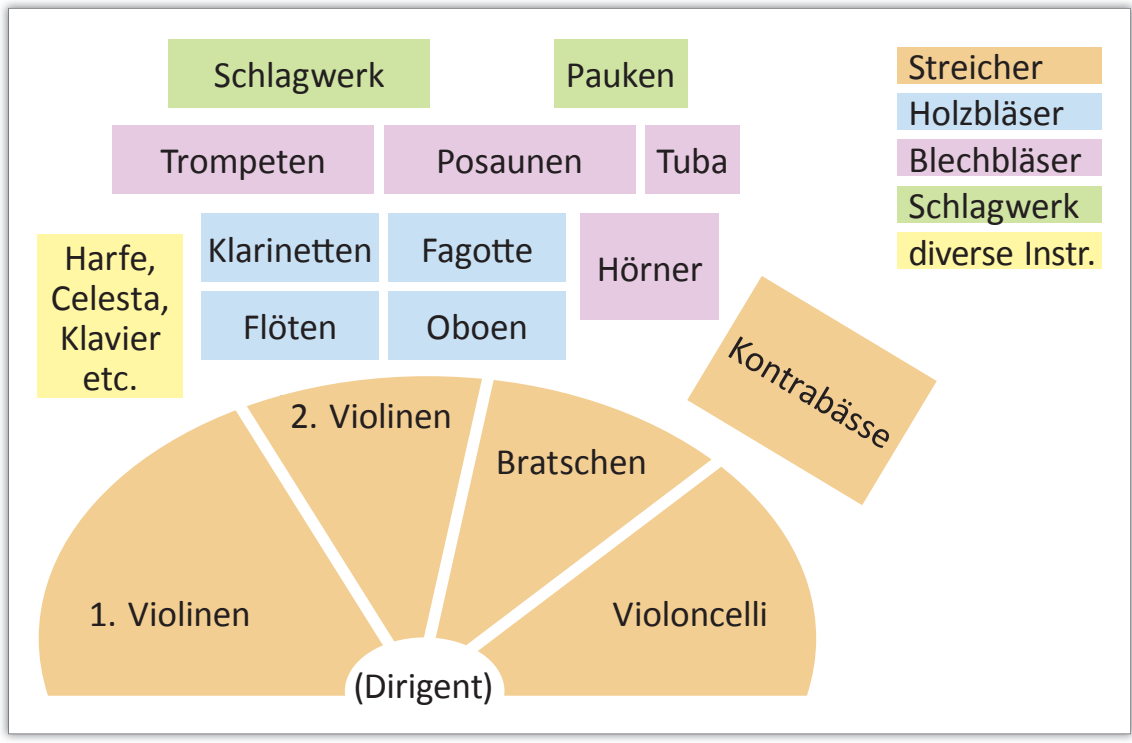 Schlagwerk
Pauken
Trompeten
Posaunen
Tuba
Klarinetten
Fagotte
Hörner
Flöten
Oboen
Harfe,
Celesta,
Klavier
etc.
Kontrabässe
1. Violinen
2. Violinen
Bratschen
Violoncelli
(Dirigent)
Streicher
Holzbläser
Blechbläser
Schlagwerk
diverse Instr.